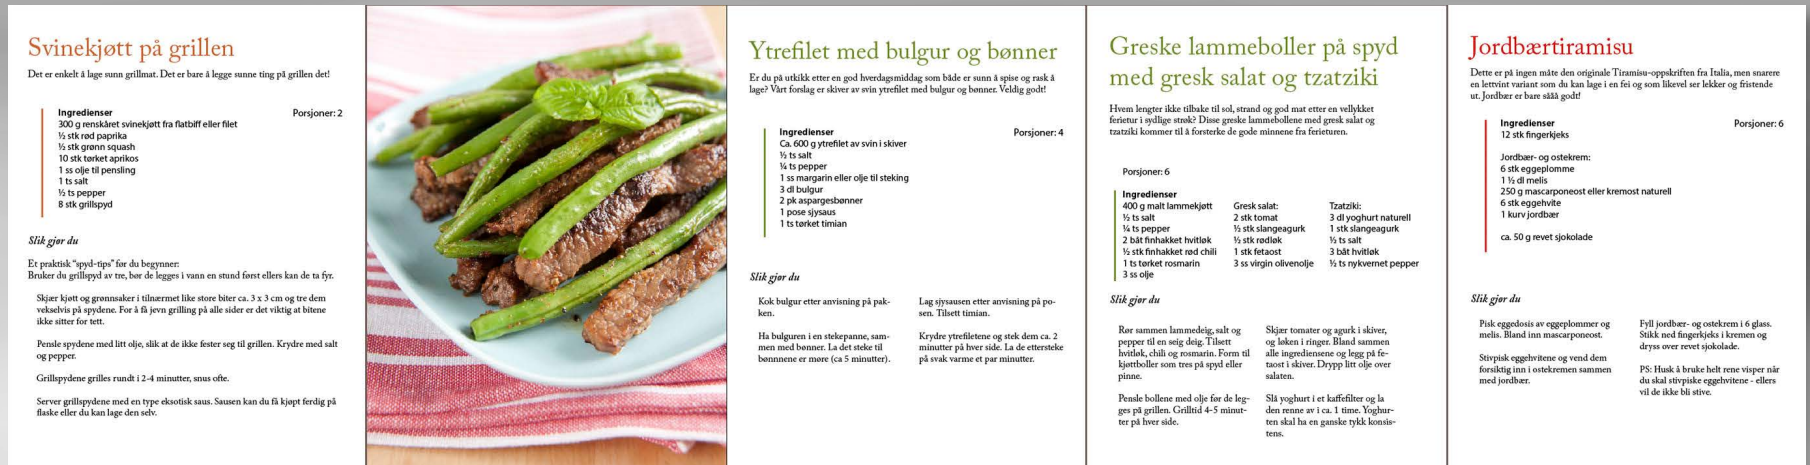 Svinekjøtt på grillen
Det er enkelt å lage sunn grillmat. Det er bare å legge sunne ting på grillen det!
Ingredienser
Porsjoner: 2
300 g renskåret svinekjøtt fra flatbiff eller filet
½ stk rød paprika
½ stk grønn squash
10 stk tørket aprikos
1 ss olje til pensling
1 ts salt
½ ts pepper
8 stk grillspyd
Slik gjør du
Et praktisk “spyd-tips” før du begynner:
Bruker du grillspyd av tre, bør de legges i vann en stund først ellers kan de ta fyr.
Skjær kjøtt og grønnsaker i tilnærmet like store biter ca. 3 x 3 cm og tre dem
vekselvis på spydene. For å få jevn grilling på alle sider er det viktig at bitene
ikke sitter for tett.
Pensle spydene med litt olje, slik at de ikke fester seg til grillen. Krydre med salt
og pepper.
Grillspydene grilles rundt i 2-4 minutter, snus ofte.
Server grillspydene med en type eksotisk saus. Sausen kan du få kjøpt ferdig på
flaske eller du kan lage den selv.
Ytrefilet med bulgur og bønner
Er du på utkikk etter en god hverdagsmiddag som både er sunn å spise og rask å
lage? Vårt forslag er skiver av svin ytrefilet med bulgur og bønner. Veldig godt!
Ingredienser
Porsjoner: 4
Ca. 600 g ytrefilet av svin i skiver
½ ts salt
¼ ts pepper
1 ss margarin eller olje til steking
3 dl bulgur
2 pk aspargesbønner
1 pose sjysaus
1 ts tørket timian
Slik gjør du
Kok bulgur etter anvisning på pak-
ken.
Ha bulguren i en stekepanne, sam-
men med bønner. La det steke til
bønnnene er møre (ca 5 minutter).
Lag sjysausen etter anvisning på po-
sen. Tilsett timian.
Krydre ytrefiletene og stek dem ca. 2
minutter på hver side. La de ettersteke
på svak varme et par minutter.
Greske lammeboller på spyd
med gresk salat og tzatziki
Hvem lengter ikke tilbake til sol, strand og god mat etter en vellykket
ferietur i sydlige strøk? Disse greske lammebollene med gresk salat og
tzatziki kommer til å forsterke de gode minnene fra ferieturen.
Porsjoner: 6
Ingredienser
400 g malt lammekjøtt
½ ts salt
¼ ts pepper
2 båt finhakket hvitløk
½ stk finhakket rød chili
1 ts tørket rosmarin
3 ss olje
Gresk salat:
2 stk tomat
½ stk slangeagurk
½ stk rødløk
1 stk fetaost
3 ss virgin olivenolje
Tzatziki:
3 dl yoghurt naturell
1 stk slangeagurk
½ ts salt
3 båt hvitløk
½ ts nykvernet pepper
Slik gjør du
Rør sammen lammedeig, salt og
pepper til en seig deig. Tilsett
hvitløk, chili og rosmarin. Form til
kjøttboller som tres på spyd eller
pinne.
Pensle bollene med olje før de leg-
ges på grillen. Grilltid 4-5 minut-
ter på hver side.
Skjær tomater og agurk i skiver,
og løken i ringer. Bland sammen
alle ingrediensene og legg på fe-
taost i skiver. Drypp litt olje over
salaten.
Slå yoghurt i et kaffefilter og la
den renne av i ca. 1 time. Yoghur-
ten skal ha en ganske tykk konsis-
tens.
Jordbærtiramisu
Dette er på ingen måte den originale Tiramisu-oppskriften fra Italia, men snarere
en lettvint variant som du kan lage i en fei og som likevel ser lekker og fristende
ut. Jordbær er bare sååå godt!
Ingredienser
Porsjoner: 6
12 stk fingerkjeks
Jordbær- og ostekrem:
6 stk eggeplomme
1 ½ dl melis
250 g mascarponeost eller kremost naturell
6 stk eggehvite
1 kurv jordbær
ca. 50 g revet sjokolade
Slik gjør du
Pisk eggedosis av eggeplommer og
melis. Bland inn mascarponeost.
Stivpisk eggehvitene og vend dem
forsiktig inn i ostekremen sammen
med jordbær.
Fyll jordbær- og ostekrem i 6 glass.
Stikk ned fingerkjeks i kremen og
dryss over revet sjokolade.
PS: Husk å bruke helt rene visper når
du skal stivpiske eggehvitene - ellers
vil de ikke bli stive.